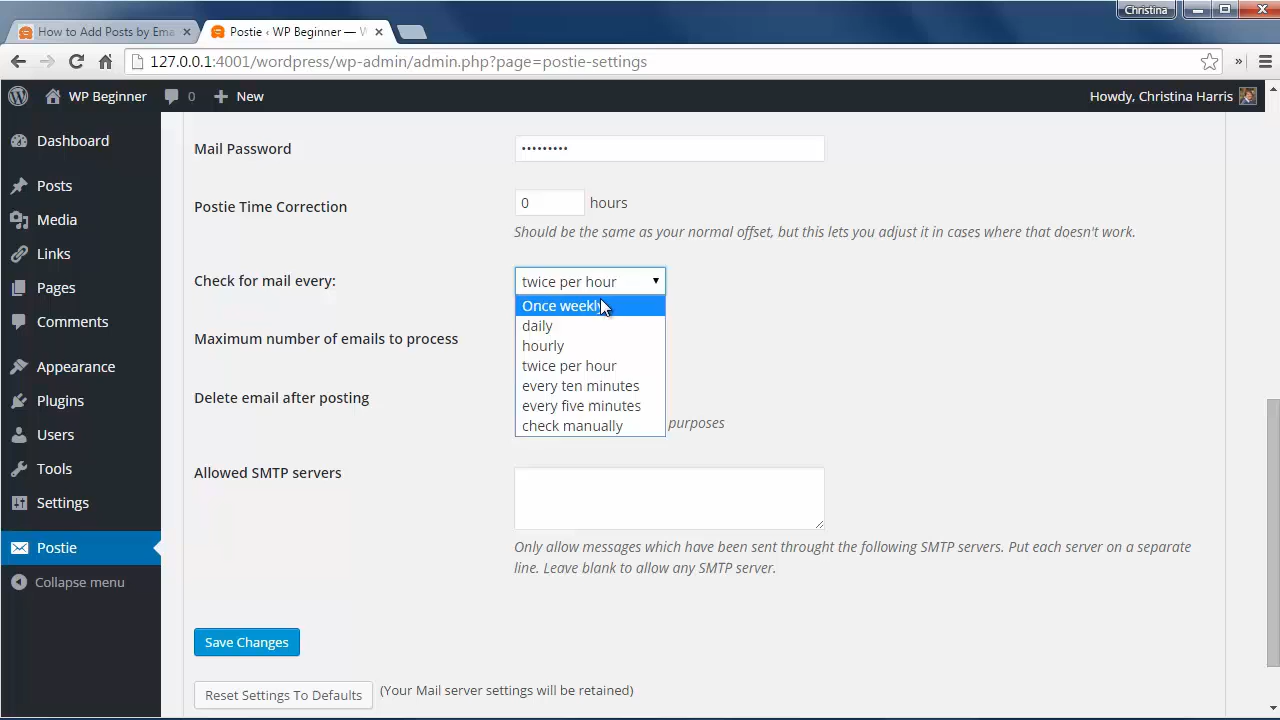 Christina
How to Add Posts by Ema
Postie ‹ WP Beginner — W
127.0.0.1:4001/wordpress/wp-admin/admin.php?page=postie-settings
»
WP Beginner
0
New
Howdy, Christina Harris
Dashboard
Posts
Media
Links
Pages
Comments
Appearance
Plugins
Users
Tools
Settings
Postie
Collapse menu
Mail Password
•••••••••
Postie Time Correction
0 hours
Should be the same as your normal offset, but this lets you adjust it in cases where that doesn't work.
Check for mail every:
twice per hour
Once weekly
daily
hourly
twice per hour
every ten minutes
every five minutes
check manually
Maximum number of emails to process
Delete email after posting
purposes
Allowed SMTP servers
Only allow messages which have been sent throught the following SMTP servers. Put each server on a separate
line. Leave blank to allow any SMTP server.
Save Changes
Reset Settings To Defaults (Your Mail server settings will be retained)